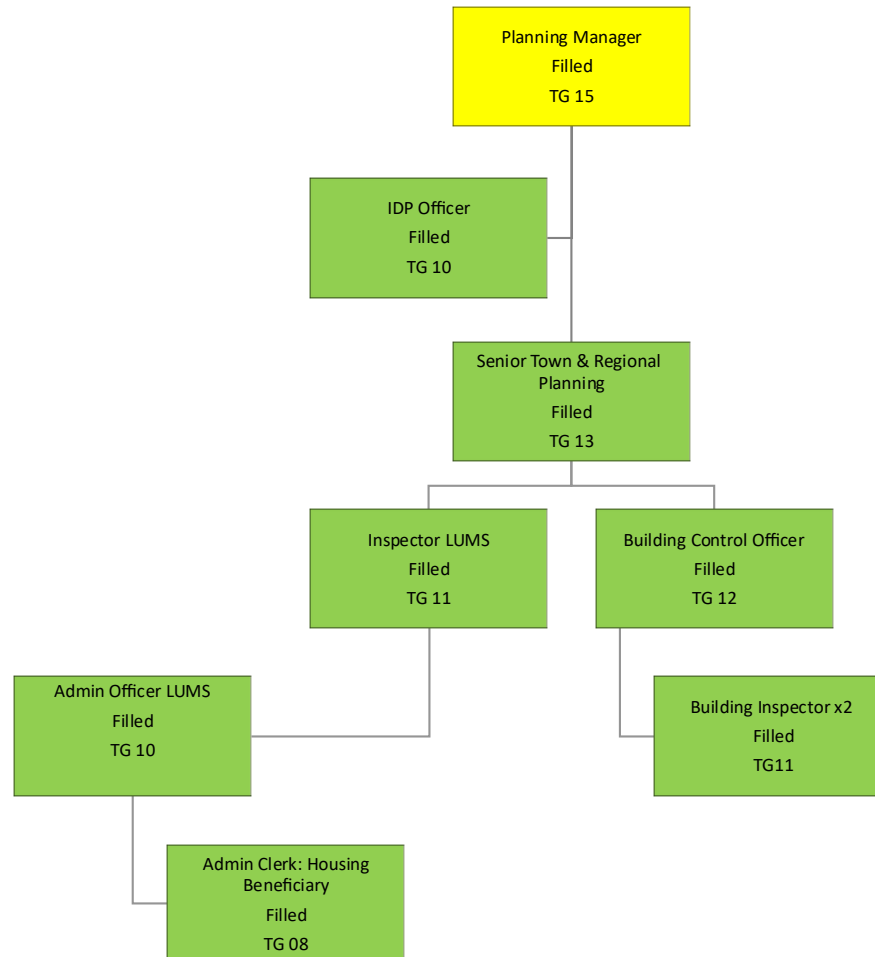 Planning Manager
Filled
TG 15
IDP Officer
Filled
TG 10
Senior Town & Regional
Planning
Filled
TG 13
Inspector LUMS
Filled
TG 11
Building Control Officer
Filled
TG 12
Admin Officer LUMS
Filled
TG 10
Building Inspector x2
Filled
TG11
Admin Clerk: Housing
Beneficiary
Filled
TG 08